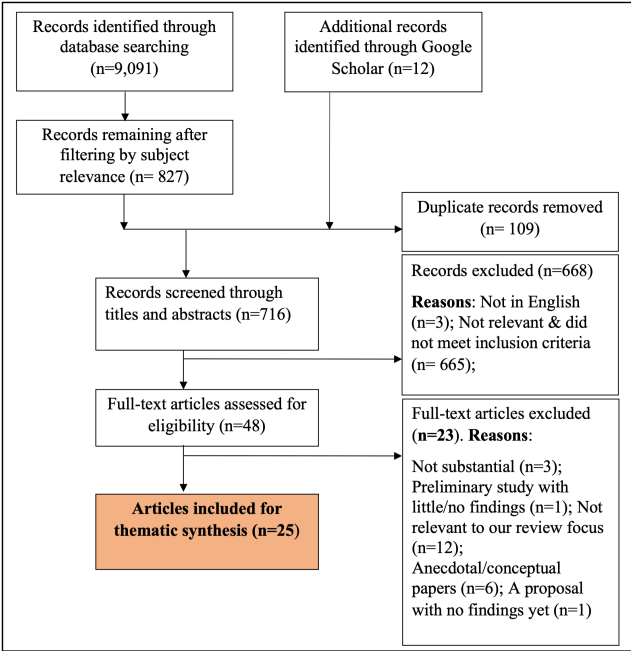 Records identified through
database searching
(n=9,091)
Additional records
identified through Google
Scholar (n=12)
Records remaining after
filtering by subject
relevance (n= 827)
Duplicate records removed
(n= 109)
Records screened through
titles and abstracts (n=716)
Records excluded (n=668)
Reasons: Not in English
(n=3); Not relevant & did
not meet inclusion criteria
(n= 665);
Full-text articles assessed for
eligibility (n=48)
Full-text articles excluded
(n=23). Reasons:
Not substantial (n=3);
Preliminary study with
little/no findings (n=1); Not
relevant to our review focus
(n=12);
Anecdotal/conceptual
papers (n=6); A proposal
with no findings yet (n=1)
Articles included for
thematic synthesis (n=25)